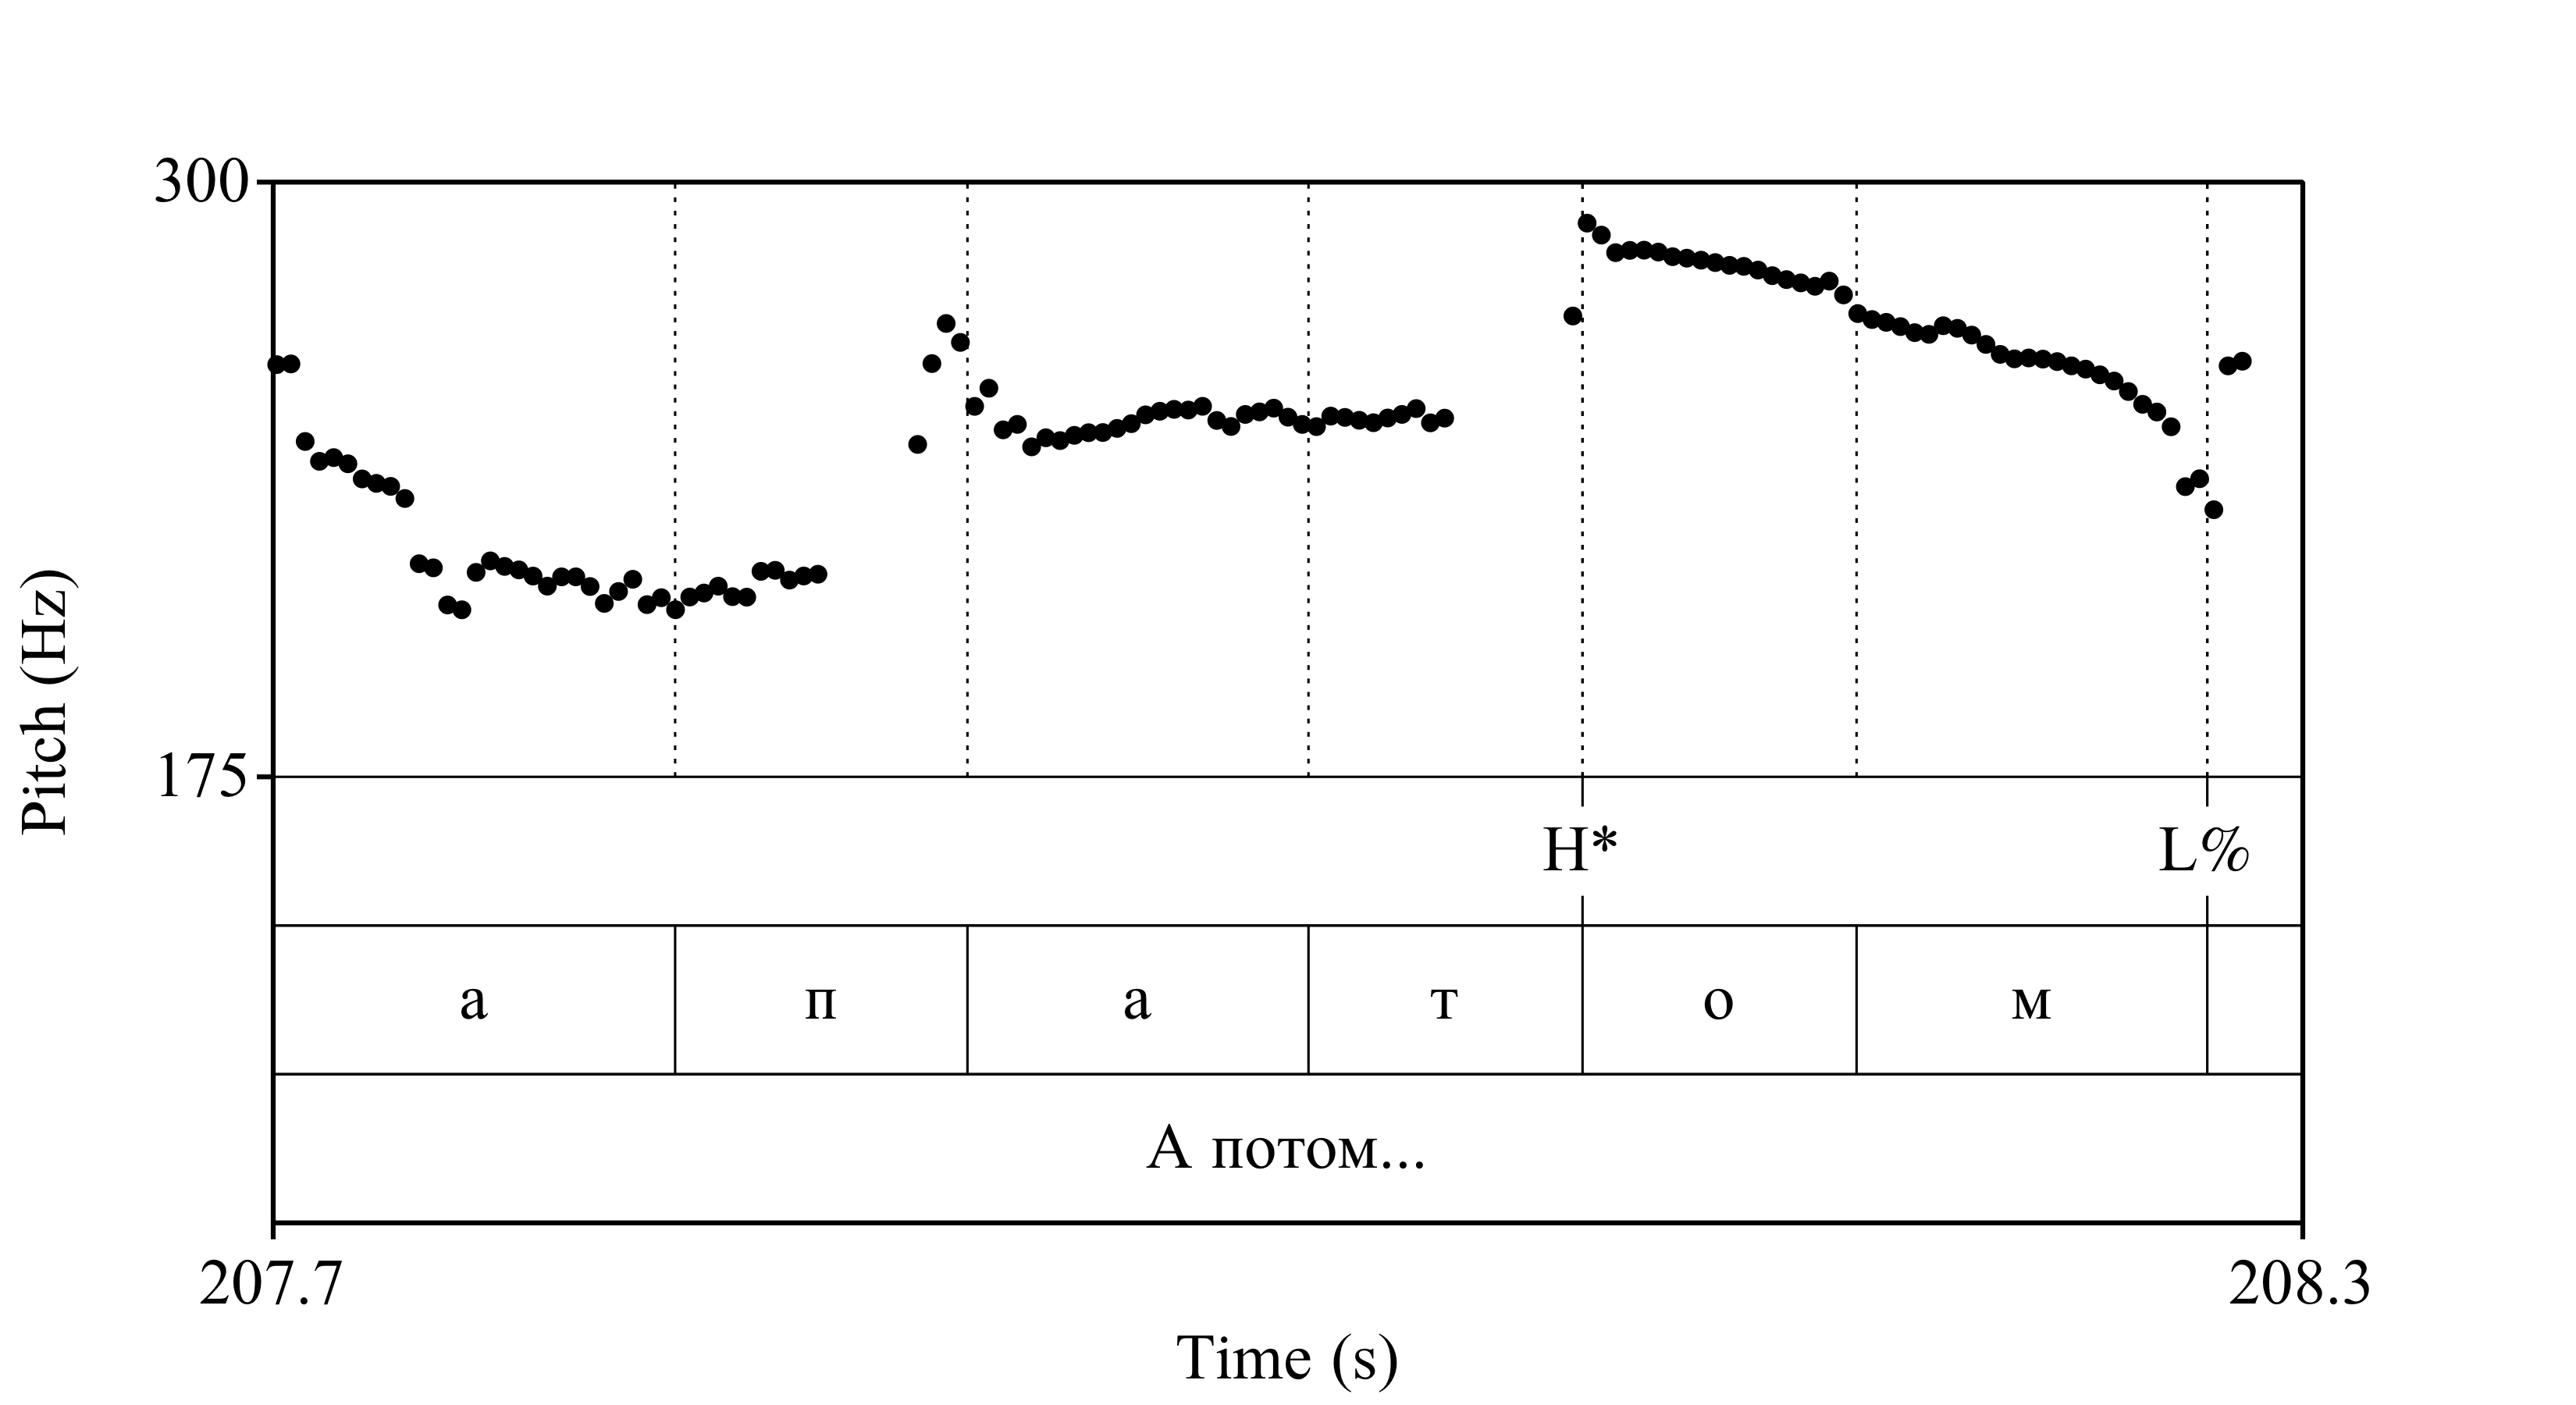 300
175
Pitch (Hz)
H* L%
а п а т о м
А потом...
207.7 208.3
Time (s)